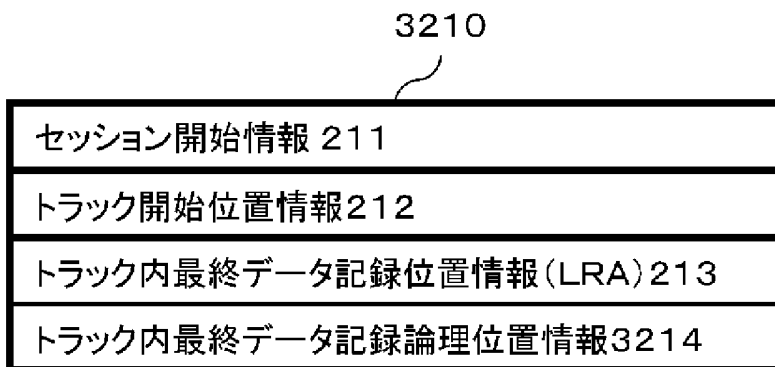 3210
セッション開始情報 211
トラック開始位置情報212
トラック内最終データ記録位置情報(LRA)213
トラック内最終データ記録論理位置情報3214